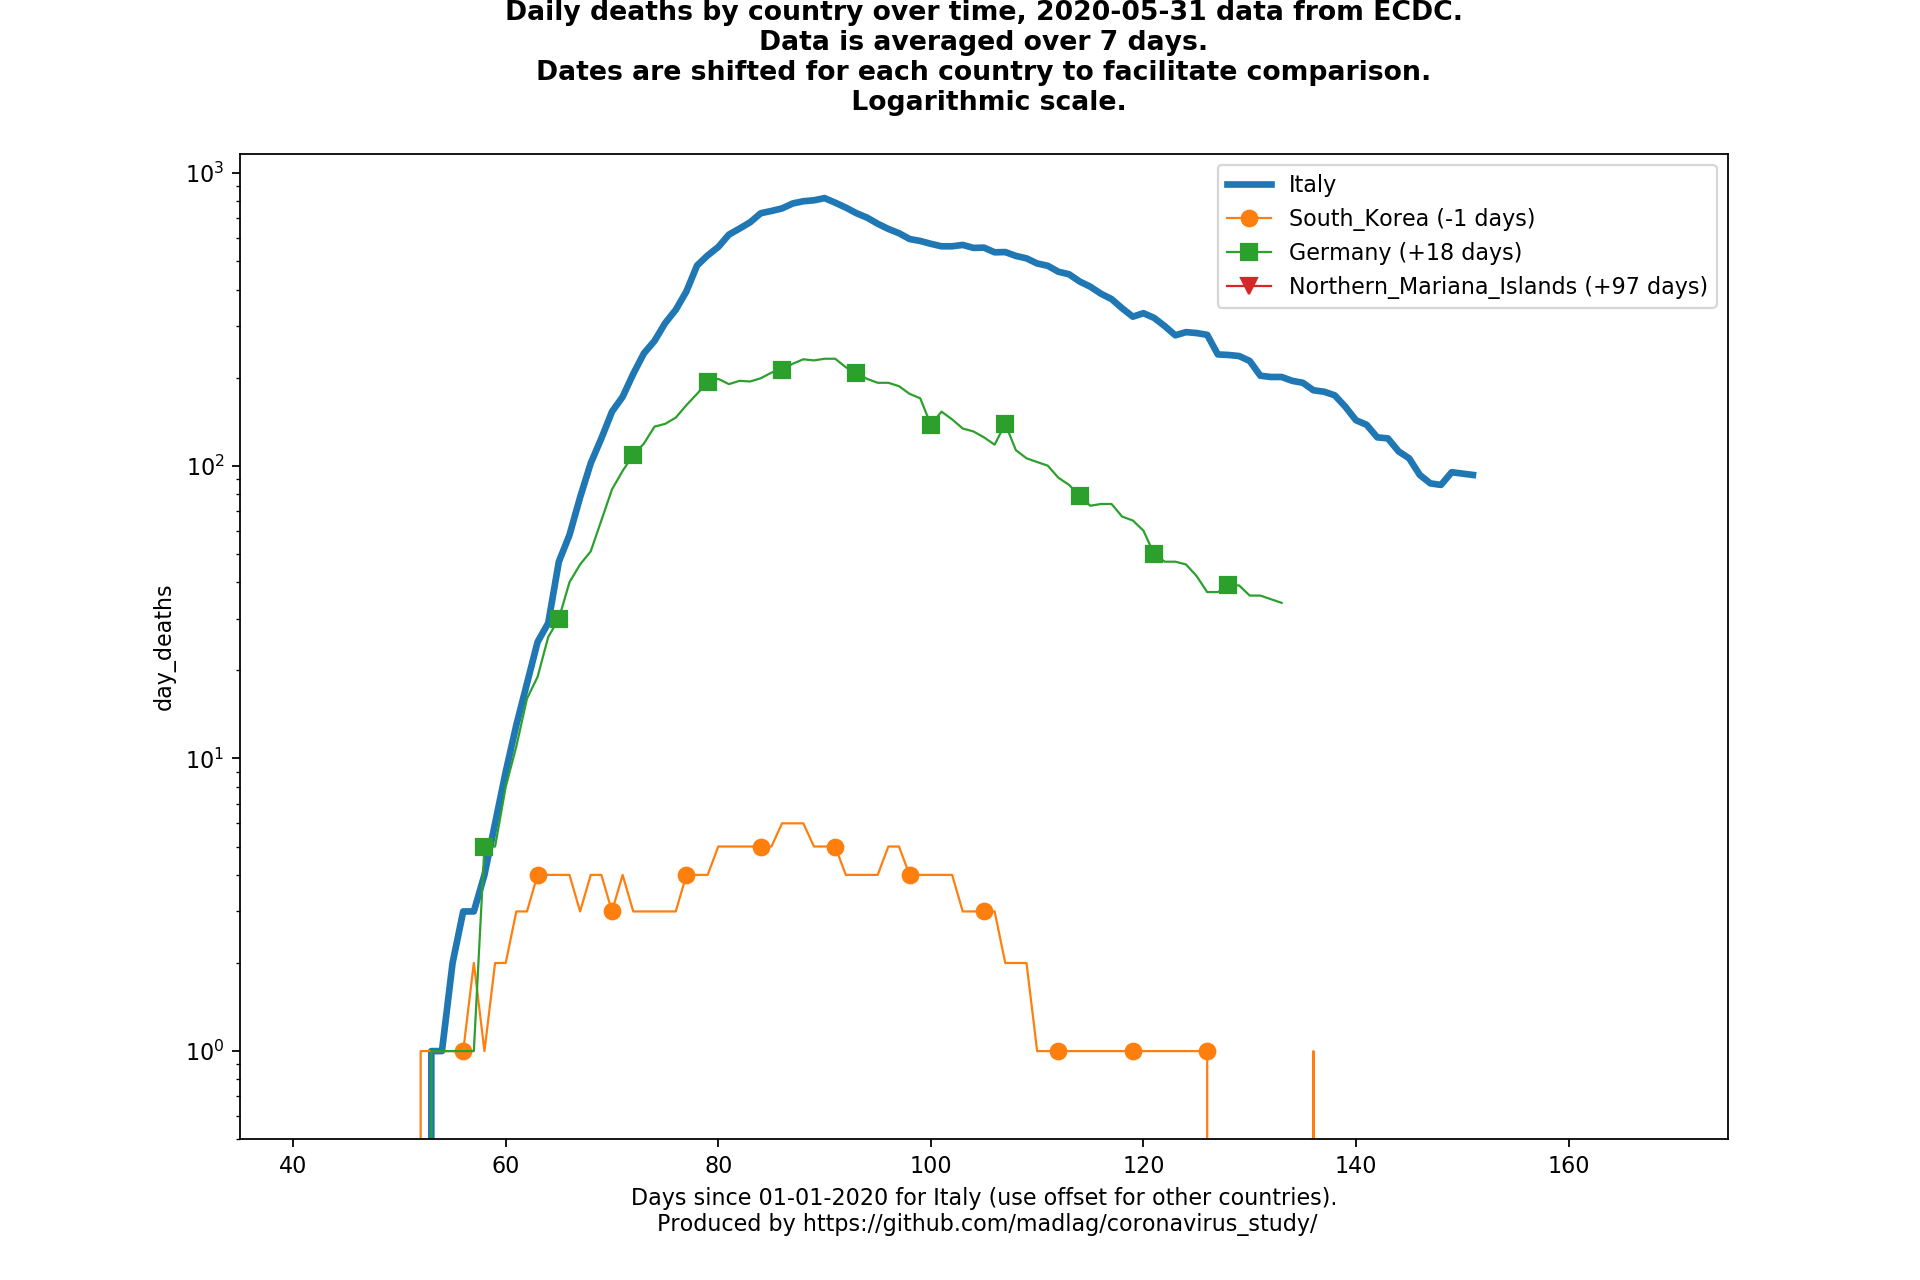 Daily deaths by country over time, 2020-05-31 data from ECDC.
Data is averaged over 7 days.
Dates are shifted for each country to facilitate comparison.
Logarithmic scale.
Italy
South_Korea (-1 days)
Germany (+18 days)
Northern_Mariana_Islands (+97 days)
10³
10²
10¹
10⁰
day_deaths
40 60 80 100 120 140 160
Days since 01-01-2020 for Italy (use offset for other countries).
Produced by https://github.com/madlag/coronavirus_study/